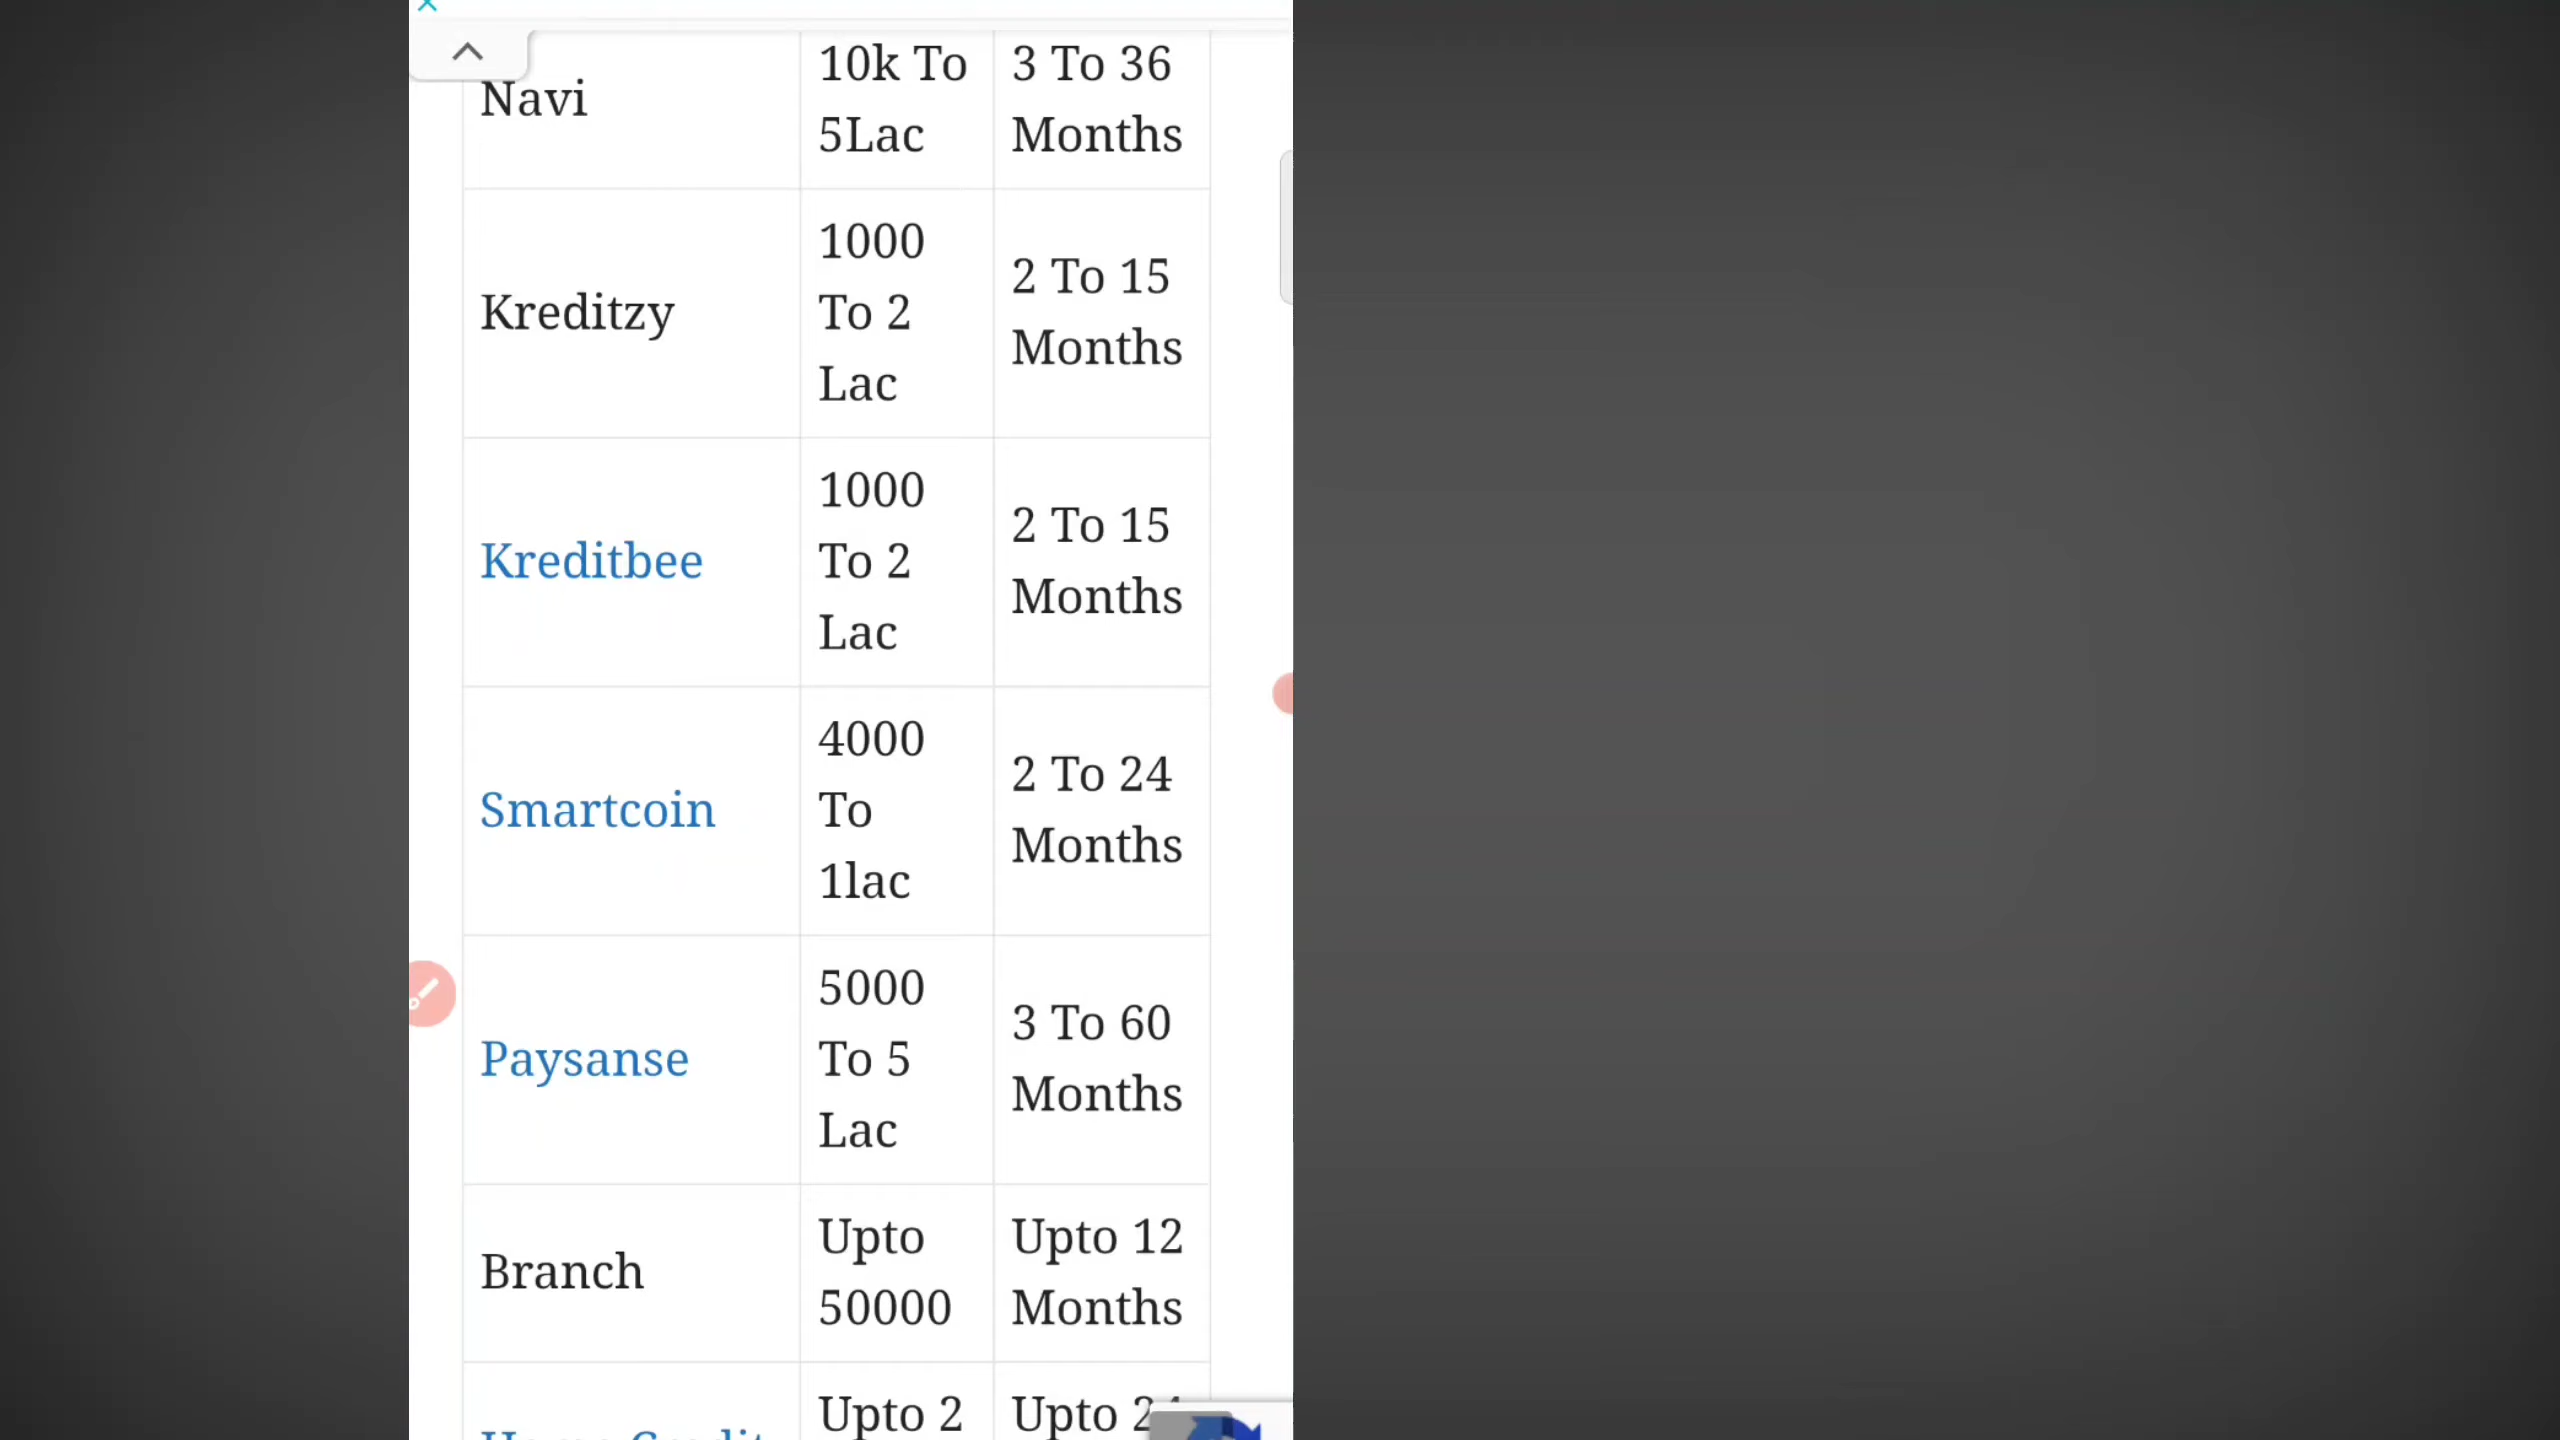 Navi
10k To
5Lac
3 To 36
Months
Kreditzy
1000
To 2
Lac
2 To 15
Months
Kreditbee
1000
To 2
Lac
2 To 15
Months
Smartcoin
4000
To
1lac
2 To 24
Months
Paysanse
5000
To 5
Lac
3 To 60
Months
Branch
Upto
50000
Upto 12
Months
Upto 2
Upto